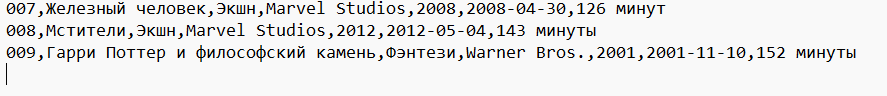 007,Железный человек,Экшн,Marvel Studios,2008,2008-04-30,126 минут
008,Мстители,Экшн,Marvel Studios,2012,2012-05-04,143 минуты
009,Гарри Поттер и философский камень,Фэнтези,Warner Bros.,2001,2001-11-10,152 минуты